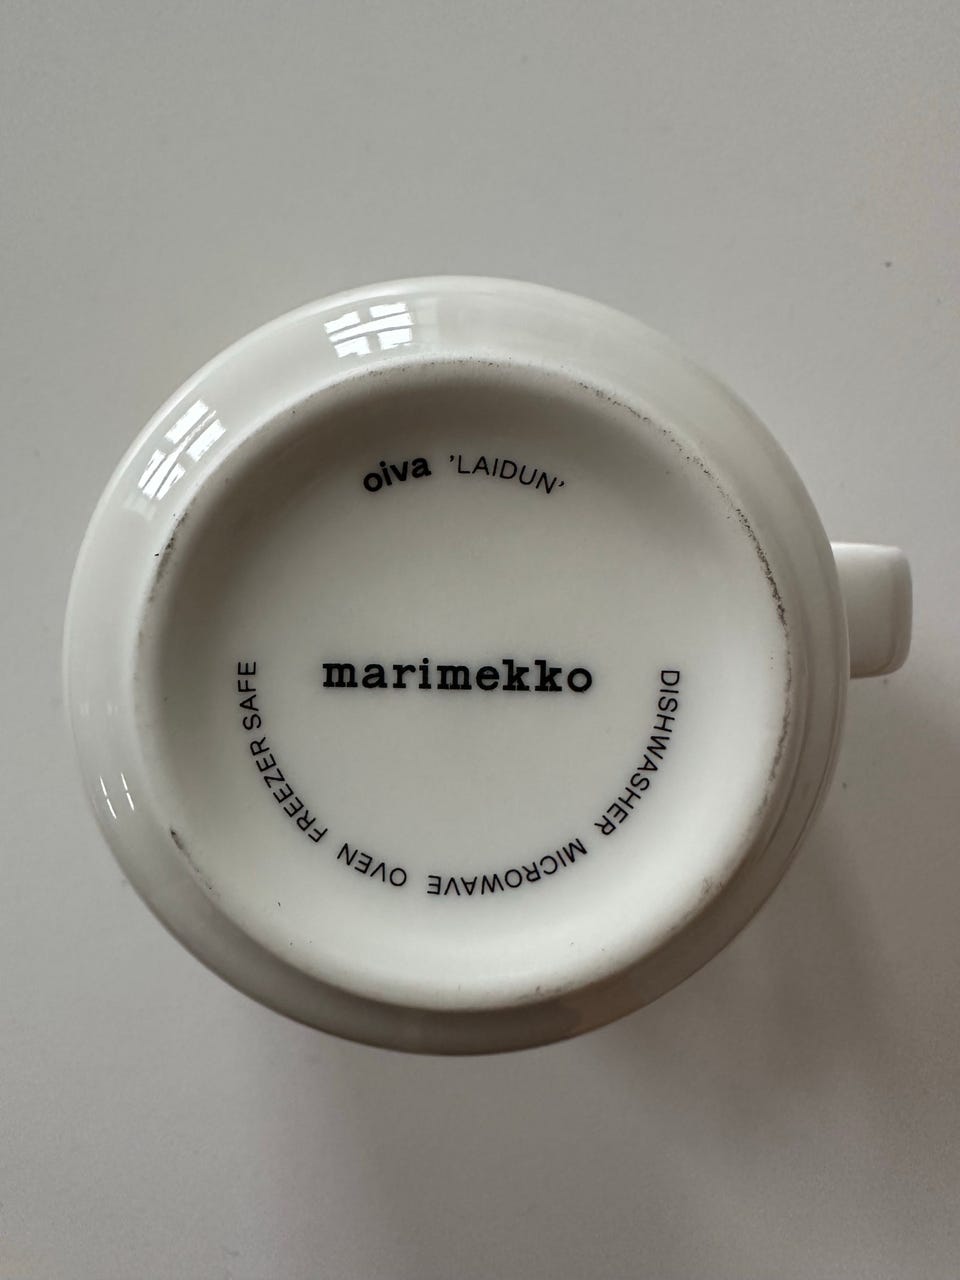 oiva ’LAIDUN’
marimekko
DISHWASHER MICROWAVE OVEN FREEZER SAFE